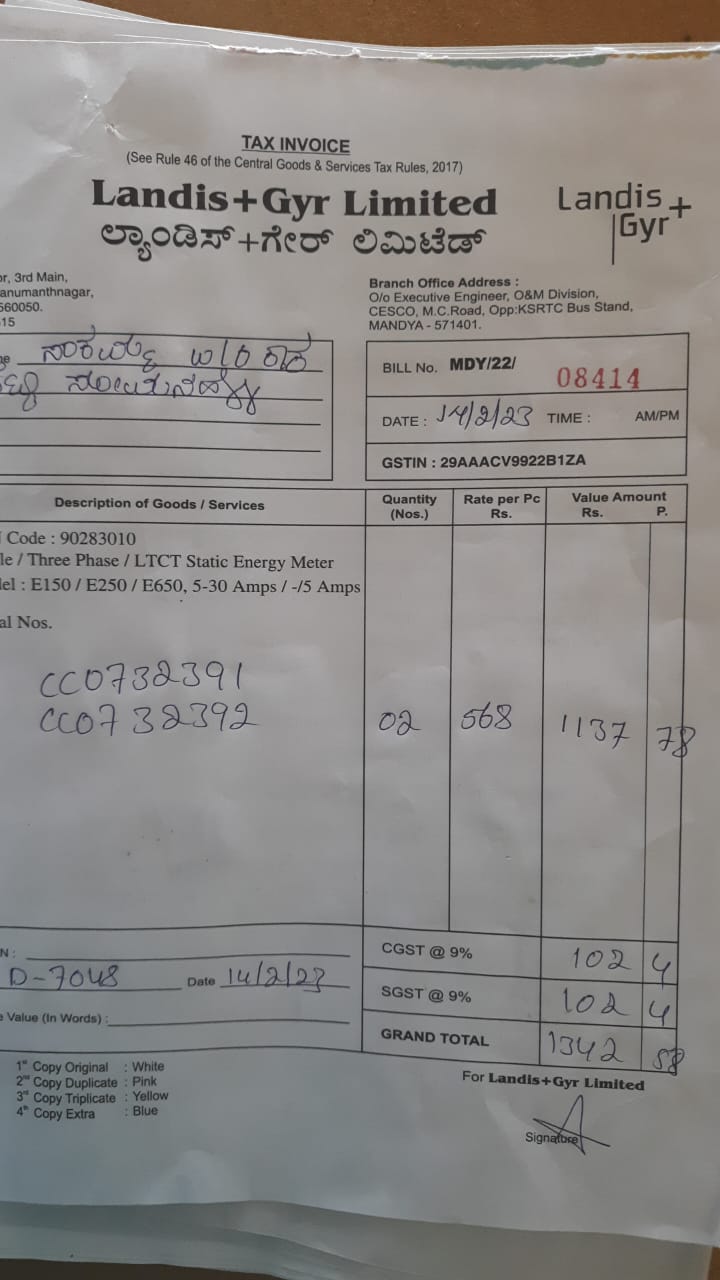 TAX INVOICE
(See Rule 46 of the Central Goods & Services Tax Rules, 2017)
Landis+Gyr Limited
ಲ್ಯಾಂಡಿಸ್+ಗೇರ್ ಲಿಮಿಟೆಡ್
Landis
Gyr+
or, 3rd Main,
anumanthnagar,
560050.
15
Branch Office Address :
O/o Executive Engineer, O&M Division,
CESCO, M.C.Road, Opp:KSRTC Bus Stand,
MANDYA - 571401.
W/O
BILL No. MDY/22/ 08414
DATE : 14/2/23 TIME : AM/PM
GSTIN : 29AAACV9922B1ZA
Description of Goods / Services Quantity (Nos.) Rate per Pc Rs. Value Amount Rs. P.
Code : 90283010
le / Three Phase / LTCT Static Energy Meter
del : E150 / E250 / E650, 5-30 Amps / -/5 Amps
al Nos.
CC0732391
CC0732392 02 568 1137 78
N :
D-7048 Date 14/2/23
e Value (In Words) :
CGST @ 9% 102 4
SGST @ 9% 102 4
GRAND TOTAL 1342 58
1st Copy Original : White
2nd Copy Duplicate : Pink
3rd Copy Triplicate : Yellow
4th Copy Extra : Blue
For Landis+Gyr Limited
Signature